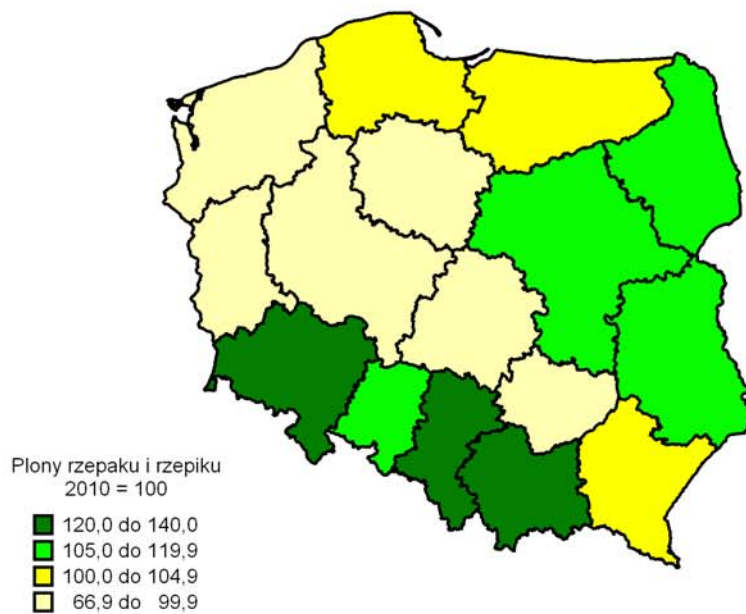 Plony rzepaku i rzepiku
2010 = 100
120,0 do 140,0
105,0 do 119,9
100,0 do 104,9
66,9 do 99,9